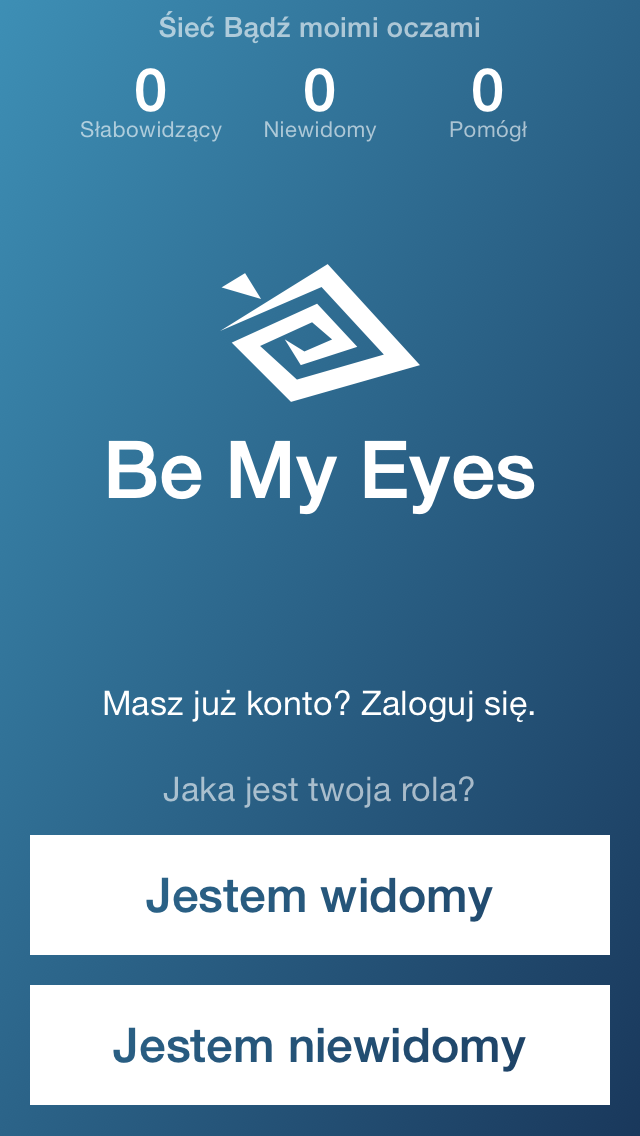 Śieć Bądź moimi oczami
0 0 0
Słabowidzący Niewidomy Pomógł
Be My Eyes
Masz już konto? Zaloguj się.
Jaka jest twoja rola?
Jestem widomy
Jestem niewidomy